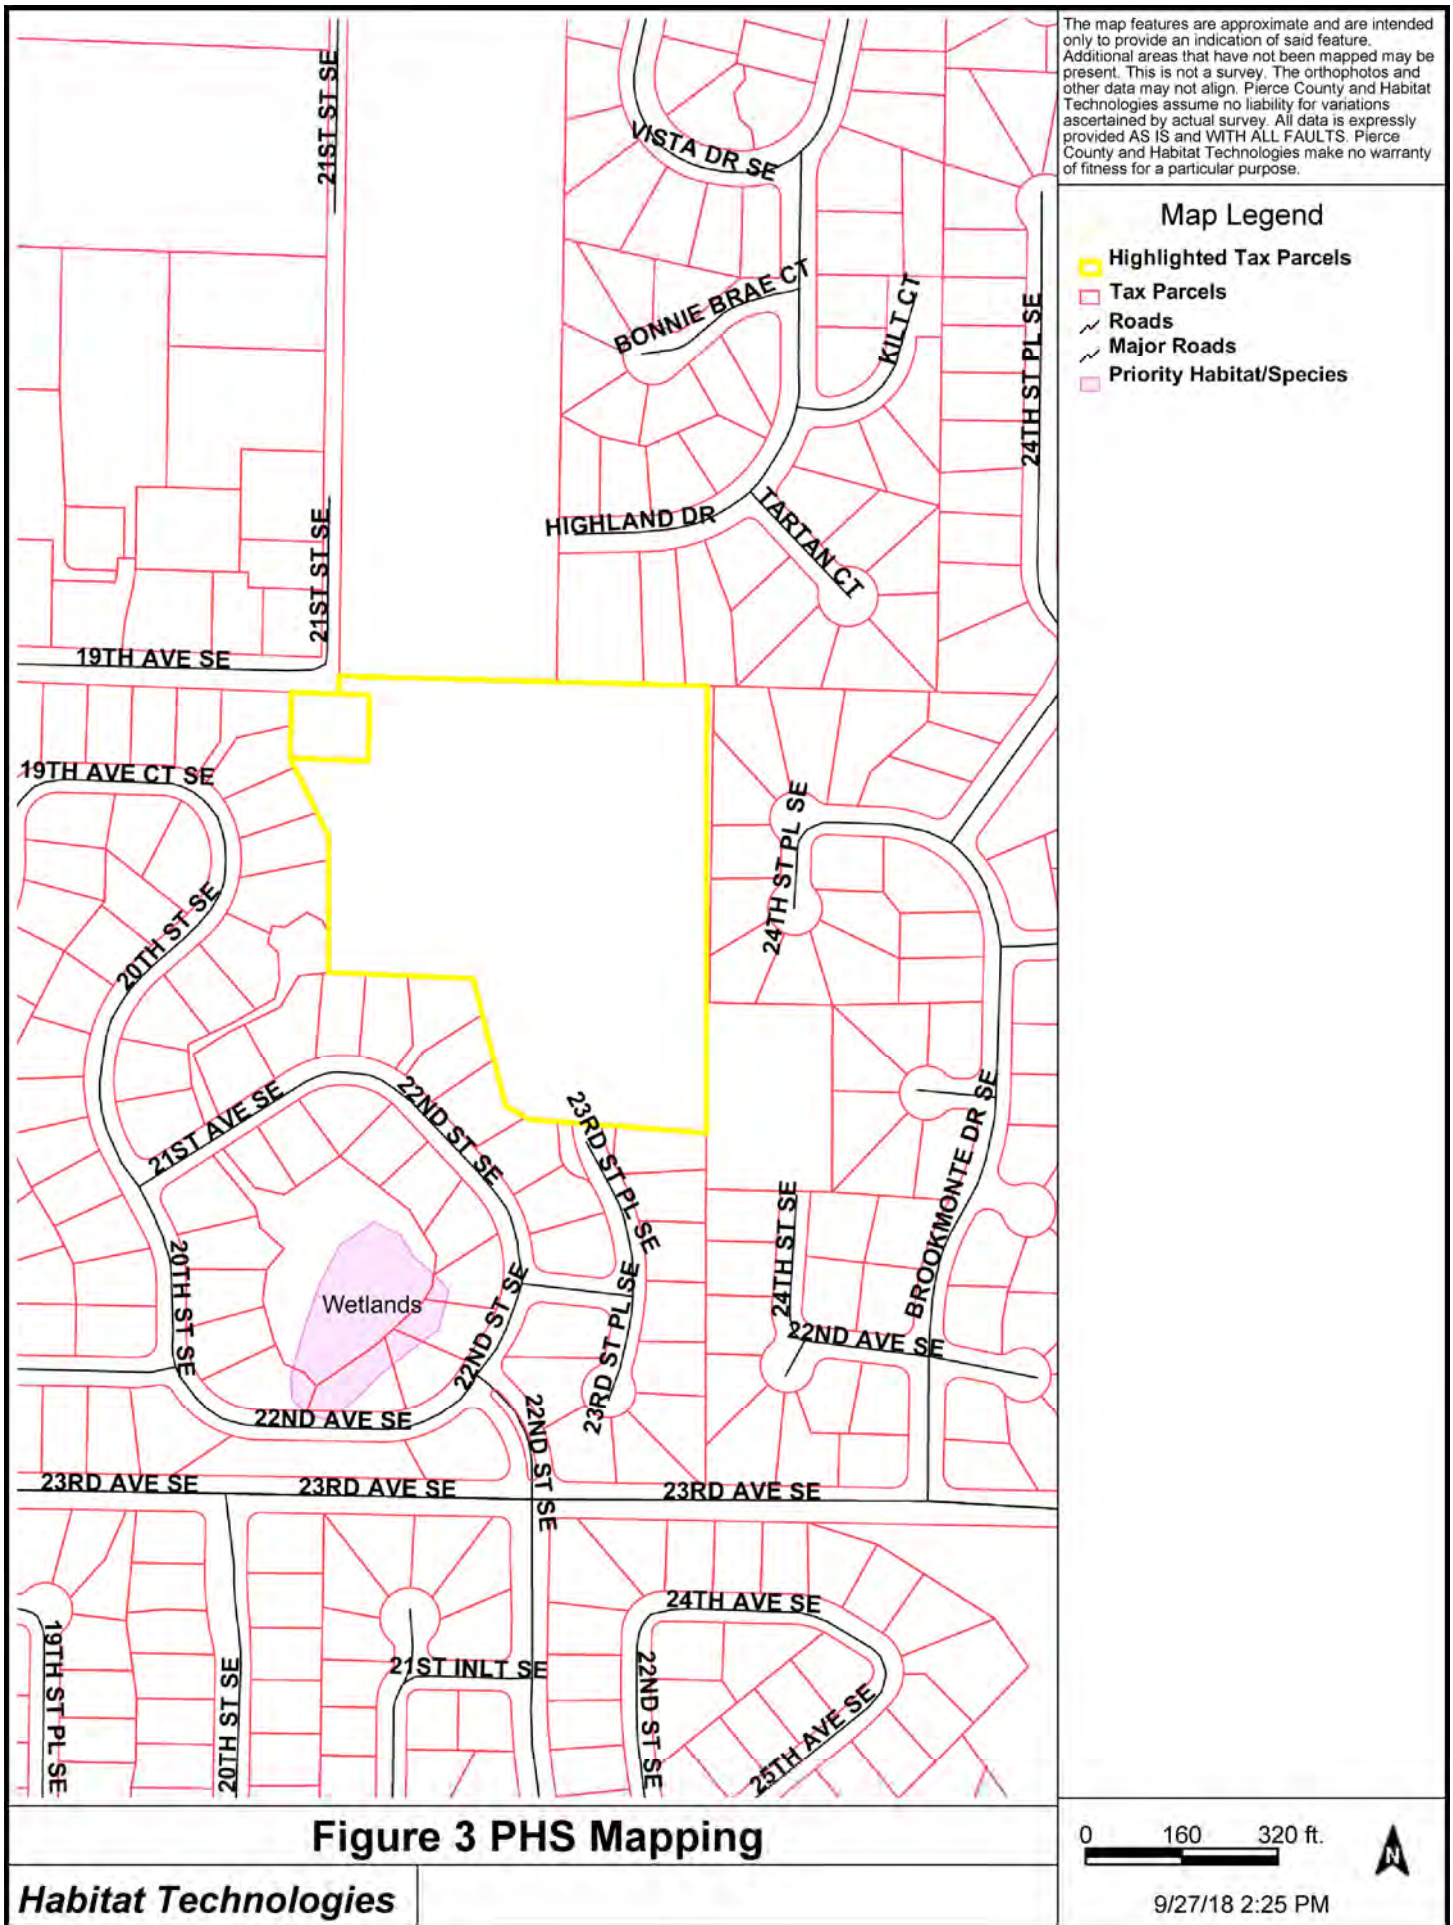 The map features are approximate and are intended
only to provide an indication of said feature.
Additional areas that have not been mapped may be
present. This is not a survey. The orthophotos and
other data may not align. Pierce County and Habitat
Technologies assume no liability for variations
ascertained by actual survey. All data is expressly
provided AS IS and WITH ALL FAULTS. Pierce
County and Habitat Technologies make no warranty
of fitness for a particular purpose.
Map Legend
Highlighted Tax Parcels
Tax Parcels
Roads
Major Roads
Priority Habitat/Species
21ST ST SE
VISTA DR SE
BONNIE BRAE CT
KILT CT
24TH ST PL SE
HIGHLAND DR
TARTAN CT
21ST ST SE
19TH AVE SE
19TH AVE CT SE
20TH ST SE
24TH ST PL SE
21ST AVE SE
22ND ST SE
23RD ST PL SE
BROOKMONTE DR SE
20TH ST SE
Wetlands
22ND ST SE
23RD ST PL SE
24TH ST SE
22ND AVE SE
22ND AVE SE
22ND ST SE
23RD AVE SE
23RD AVE SE
23RD AVE SE
19TH ST PL SE
20TH ST SE
21ST INLT SE
22ND ST SE
24TH AVE SE
25TH AVE SE
Figure 3 PHS Mapping
Habitat Technologies
0 160 320 ft.
N
9/27/18 2:25 PM